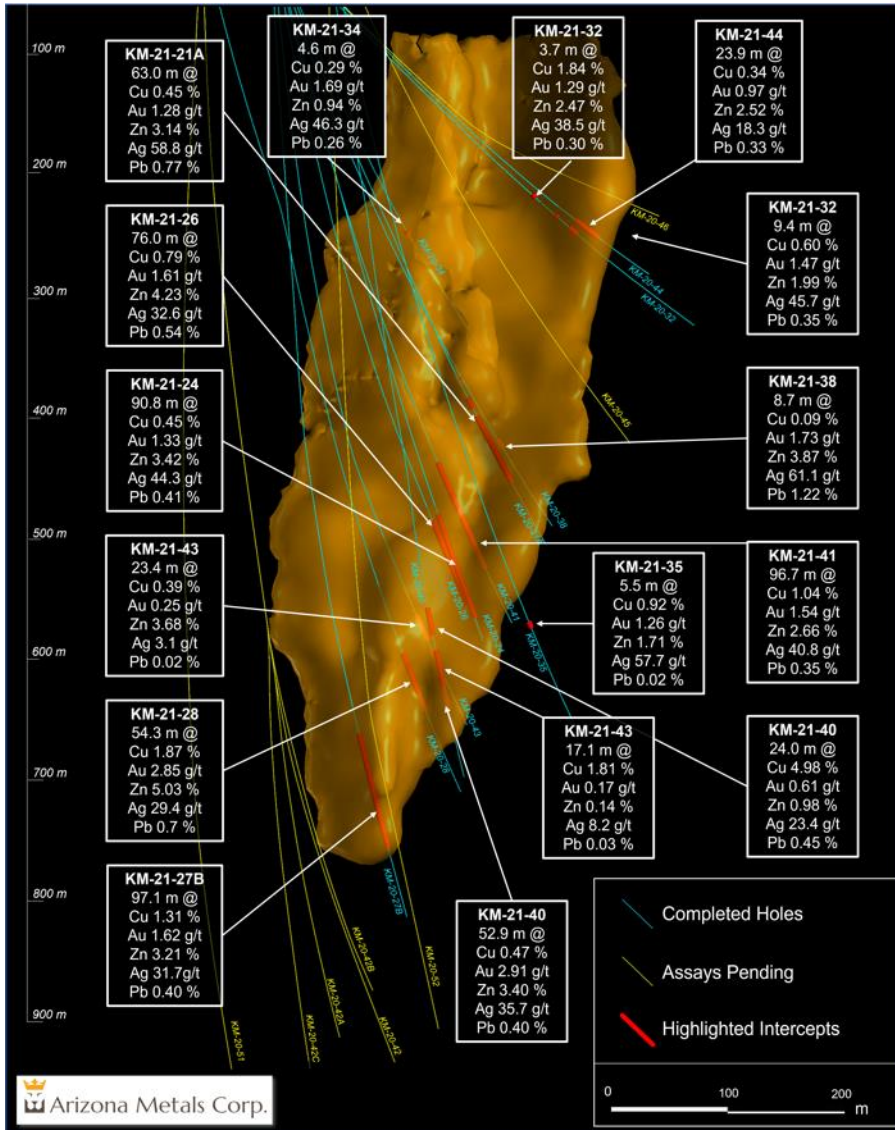 100 m
200 m
300 m
400 m
500 m
600 m
700 m
800 m
900 m
KM-21-21A
63.0 m @
Cu 0.45 %
Au 1.28 g/t
Zn 3.14 %
Ag 58.8 g/t
Pb 0.77 %
KM-21-34
4.6 m @
Cu 0.29 %
Au 1.69 g/t
Zn 0.94 %
Ag 46.3 g/t
Pb 0.26 %
KM-21-32
3.7 m @
Cu 1.84 %
Au 1.29 g/t
Zn 2.47 %
Ag 38.5 g/t
Pb 0.30 %
KM-21-44
23.9 m @
Cu 0.34 %
Au 0.97 g/t
Zn 2.52 %
Ag 18.3 g/t
Pb 0.33 %
KM-21-26
76.0 m @
Cu 0.79 %
Au 1.61 g/t
Zn 4.23 %
Ag 32.6 g/t
Pb 0.54 %
KM-21-32
9.4 m @
Cu 0.60 %
Au 1.47 g/t
Zn 1.99 %
Ag 45.7 g/t
Pb 0.35 %
KM-21-24
90.8 m @
Cu 0.45 %
Au 1.33 g/t
Zn 3.42 %
Ag 44.3 g/t
Pb 0.41 %
KM-21-38
8.7 m @
Cu 0.09 %
Au 1.73 g/t
Zn 3.87 %
Ag 61.1 g/t
Pb 1.22 %
KM-21-43
23.4 m @
Cu 0.39 %
Au 0.25 g/t
Zn 3.68 %
Ag 3.1 g/t
Pb 0.02 %
KM-21-35
5.5 m @
Cu 0.92 %
Au 1.26 g/t
Zn 1.71 %
Ag 57.7 g/t
Pb 0.02 %
KM-21-41
96.7 m @
Cu 1.04 %
Au 1.54 g/t
Zn 2.66 %
Ag 40.8 g/t
Pb 0.35 %
KM-21-28
54.3 m @
Cu 1.87 %
Au 2.85 g/t
Zn 5.03 %
Ag 29.4 g/t
Pb 0.7 %
KM-21-43
17.1 m @
Cu 1.81 %
Au 0.17 g/t
Zn 0.14 %
Ag 8.2 g/t
Pb 0.03 %
KM-21-40
24.0 m @
Cu 4.98 %
Au 0.61 g/t
Zn 0.98 %
Ag 23.4 g/t
Pb 0.45 %
KM-21-27B
97.1 m @
Cu 1.31 %
Au 1.62 g/t
Zn 3.21 %
Ag 31.7g/t
Pb 0.40 %
KM-21-40
52.9 m @
Cu 0.47 %
Au 2.91 g/t
Zn 3.40 %
Ag 35.7 g/t
Pb 0.40 %
KM-20-46
KM-20-44
KM-20-32
KM-20-45
KM-20-38
KM-20-26
KM-20-41
KM-20-35
KM-20-43
KM-20-28
KM-20-27B
KM-20-52
KM-20-42B
KM-20-42A
KM-20-42
KM-20-42C
KM-20-51
Completed Holes
Assays Pending
Highlighted Intercepts
0 100 200
m
Arizona Metals Corp.